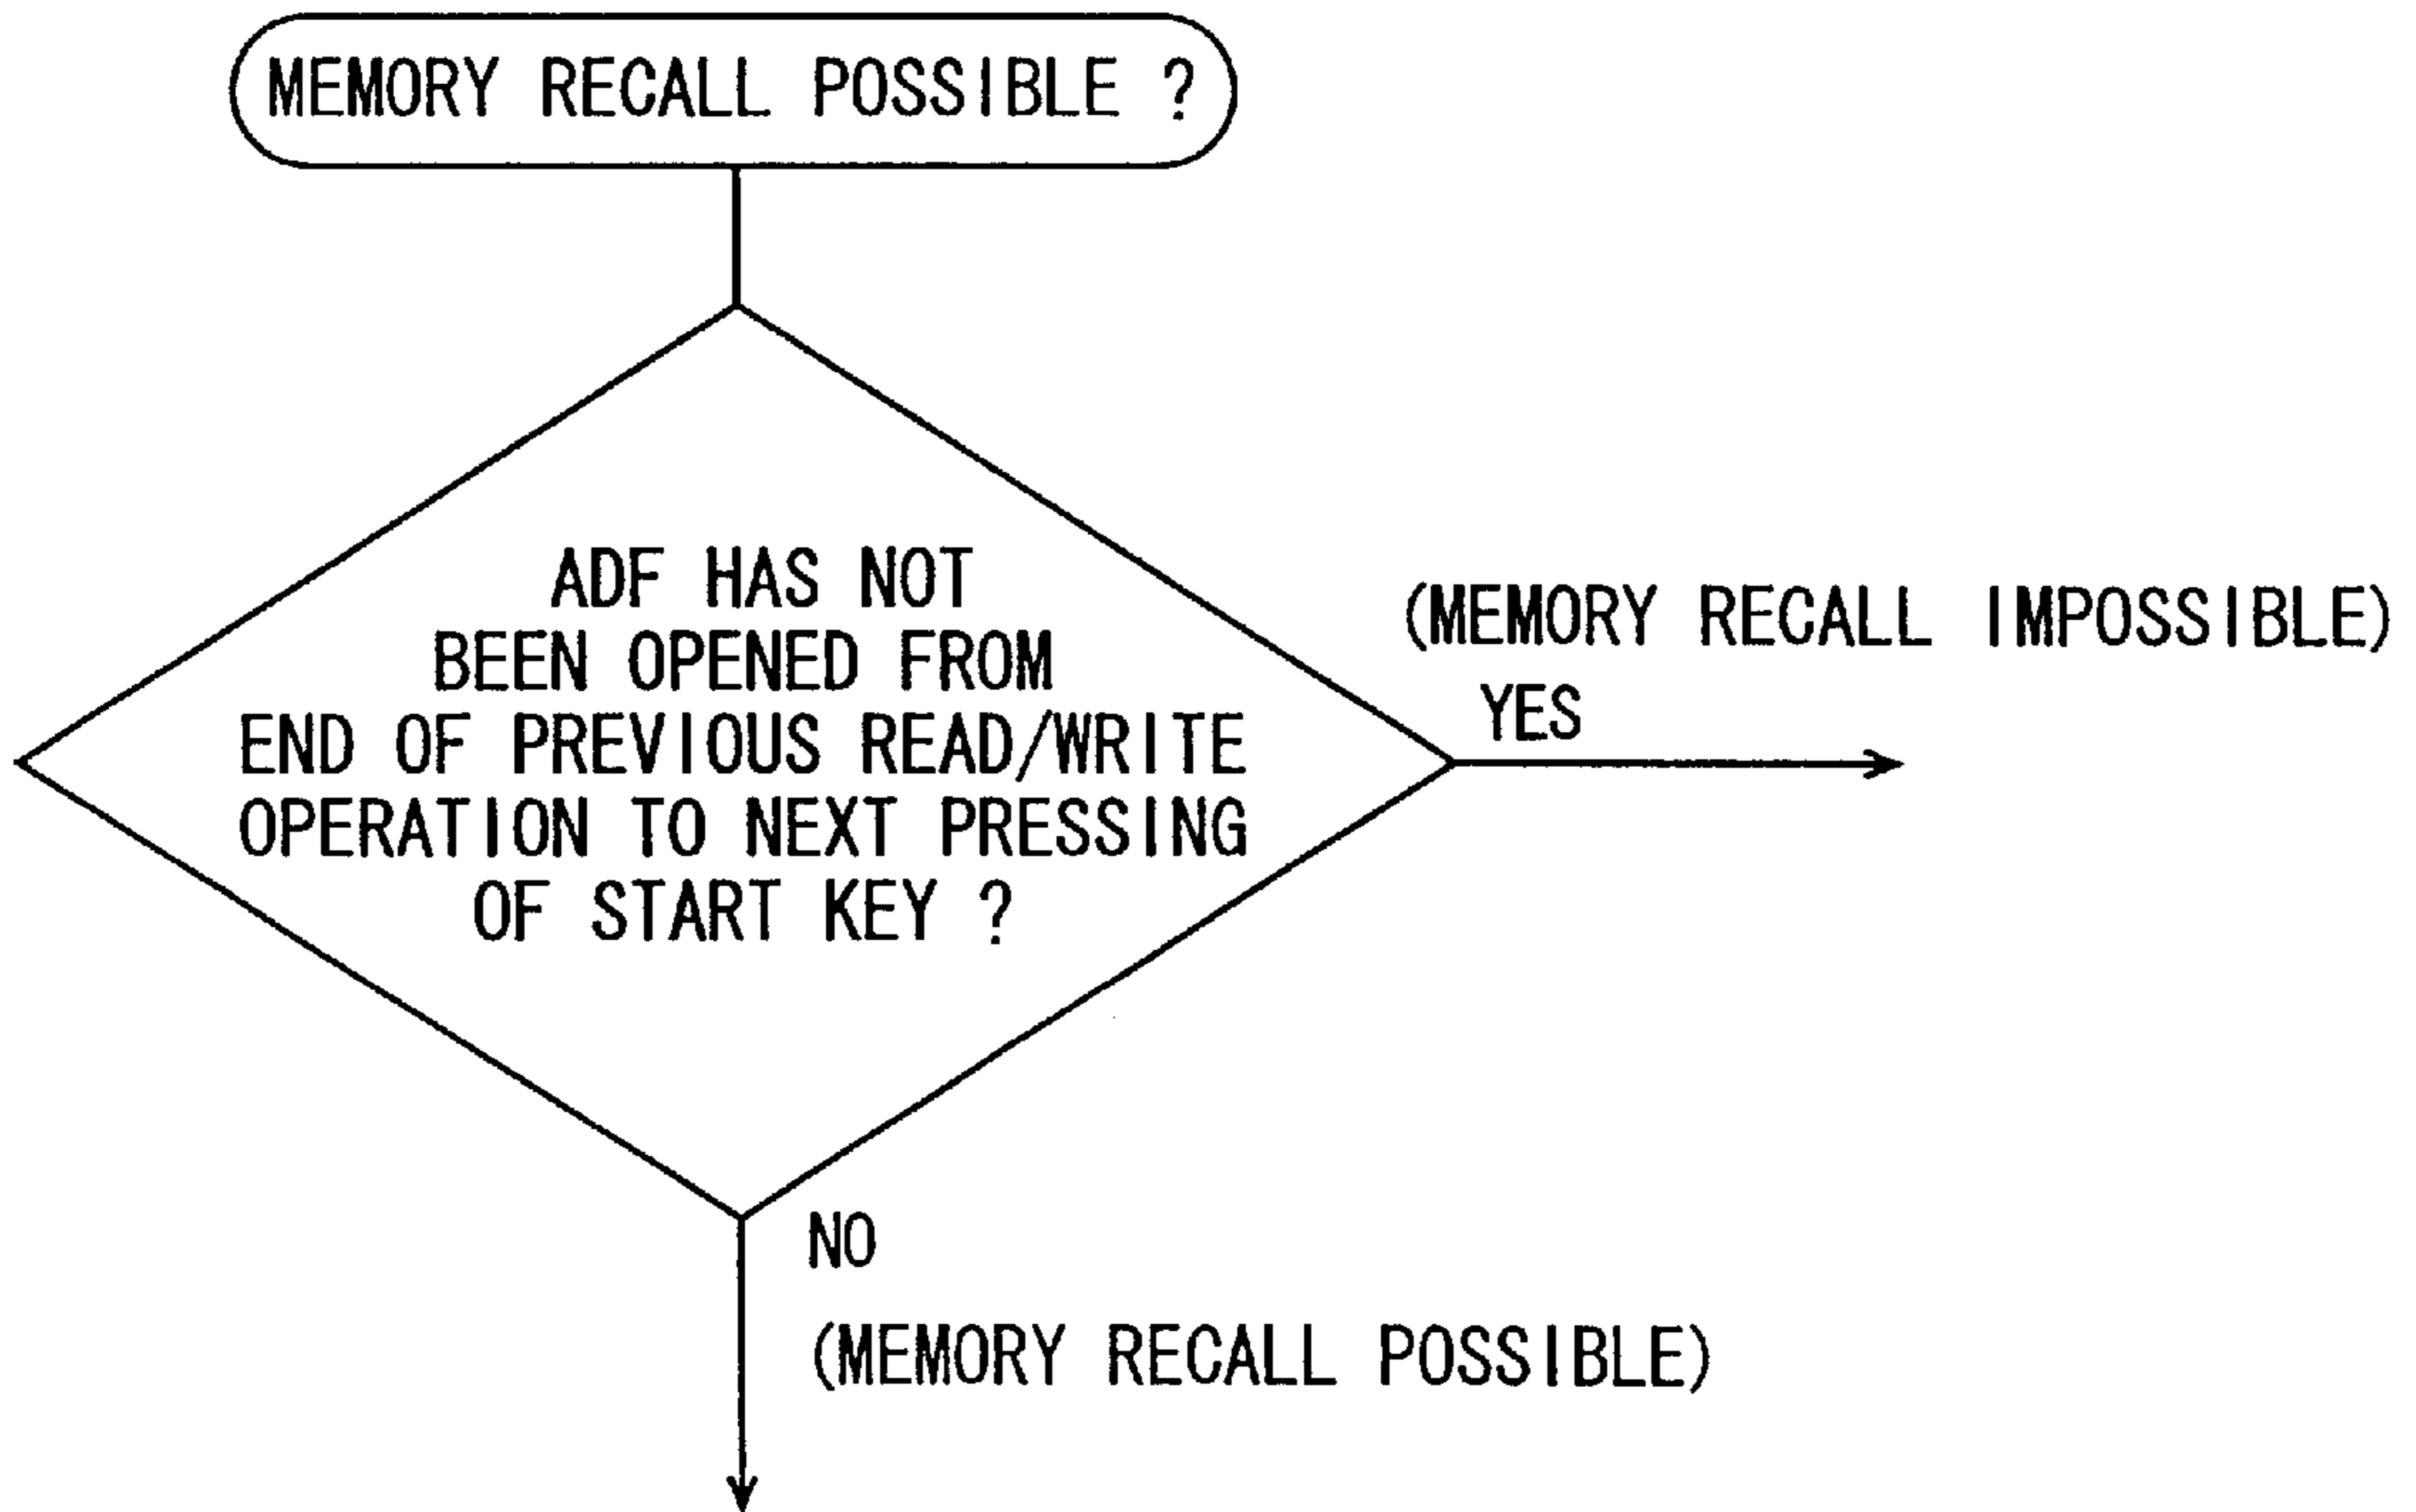 MEMORY RECALL POSSIBLE ?
ADF HAS NOT
BEEN OPENED FROM
END OF PREVIOUS READ/WRITE
OPERATION TO NEXT PRESSING
OF START KEY ?
(MEMORY RECALL IMPOSSIBLE)
YES
NO
(MEMORY RECALL POSSIBLE)